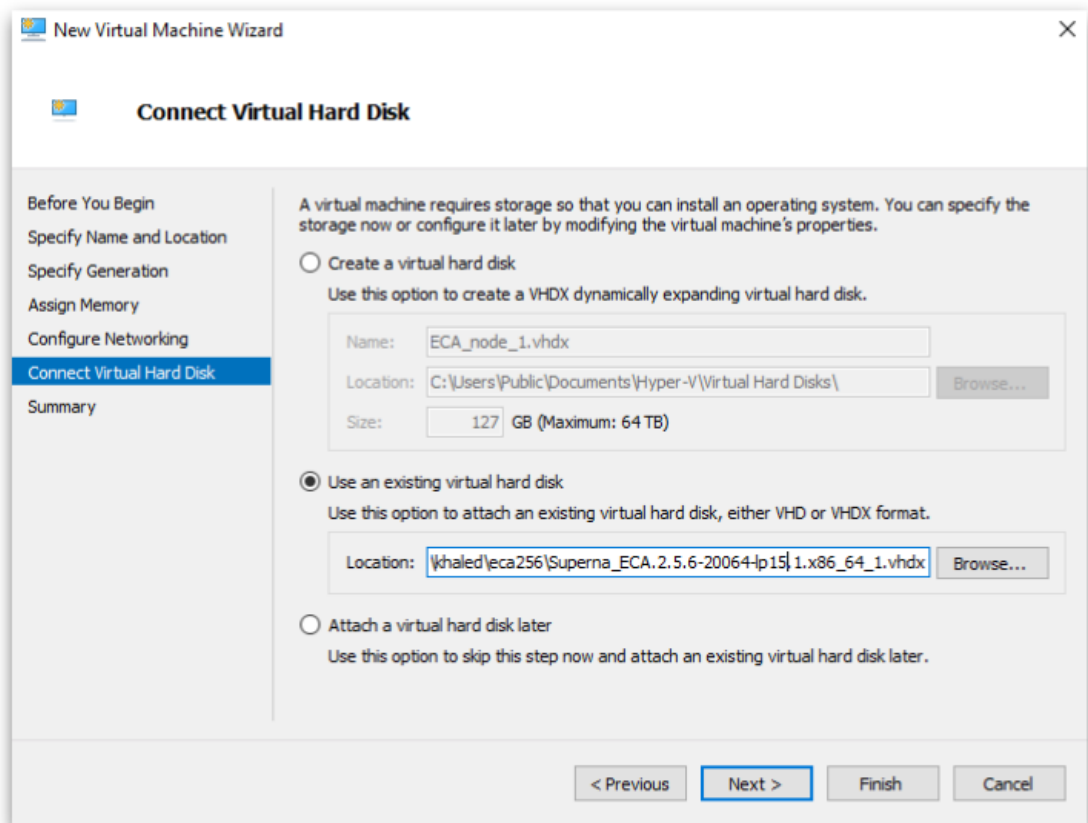 New Virtual Machine Wizard
Connect Virtual Hard Disk
Before You Begin
Specify Name and Location
Specify Generation
Assign Memory
Configure Networking
Connect Virtual Hard Disk
Summary
A virtual machine requires storage so that you can install an operating system. You can specify the
storage now or configure it later by modifying the virtual machine's properties.
Create a virtual hard disk
Use this option to create a VHDX dynamically expanding virtual hard disk.
Name: ECA_node_1.vhdx
Location: C:\Users\Public\Documents\Hyper-V\Virtual Hard Disks\ Browse...
Size: 127 GB (Maximum: 64 TB)
Use an existing virtual hard disk
Use this option to attach an existing virtual hard disk, either VHD or VHDX format.
Location: \khaled\eca256\Superna_ECA.2.5.6-20064-lp15.1.x86_64_1.vhdx Browse...
Attach a virtual hard disk later
Use this option to skip this step now and attach an existing virtual hard disk later.
< Previous Next > Finish Cancel